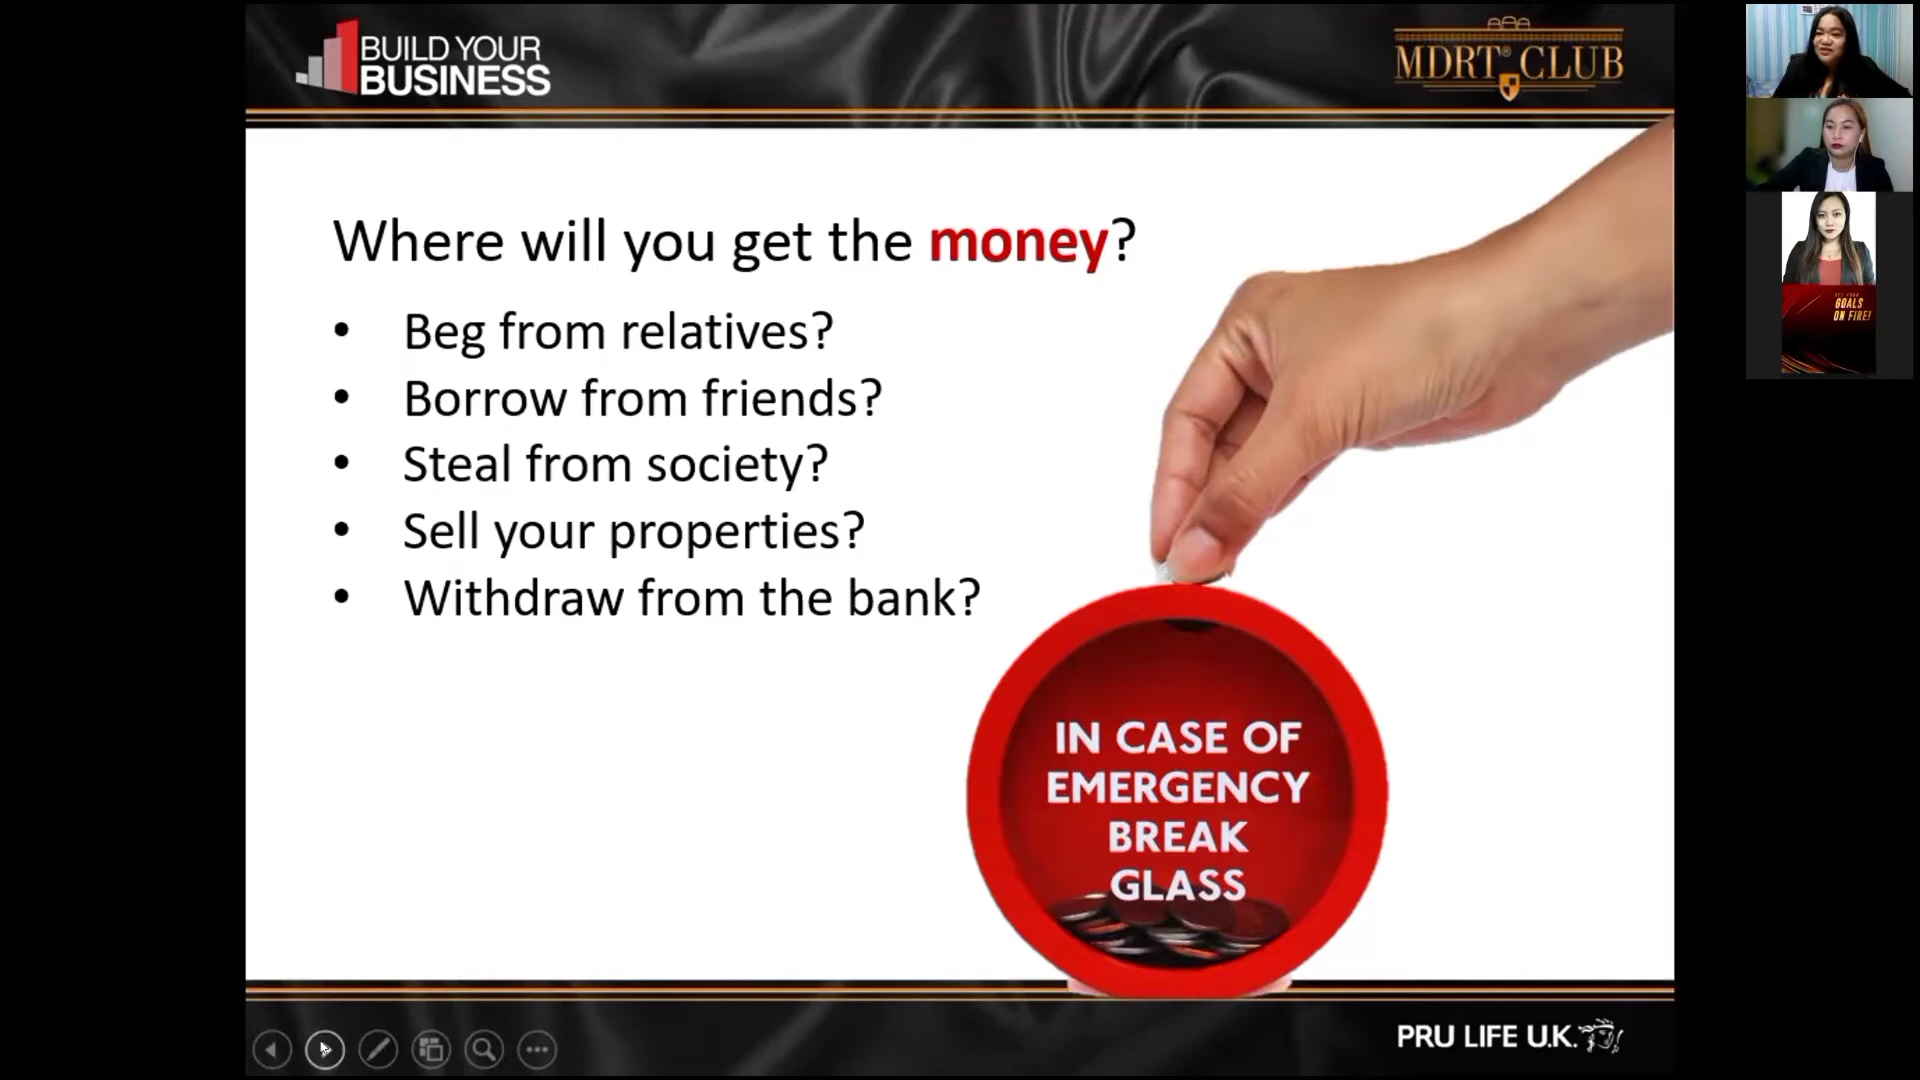 BUILD YOUR
BUSINESS
MDRT® CLUB
Where will you get the money?
• Beg from relatives?
• Borrow from friends?
• Steal from society?
• Sell your properties?
• Withdraw from the bank?
IN CASE OF
EMERGENCY
BREAK
GLASS
PRU LIFE U.K.
GOALS
ON FIRE!